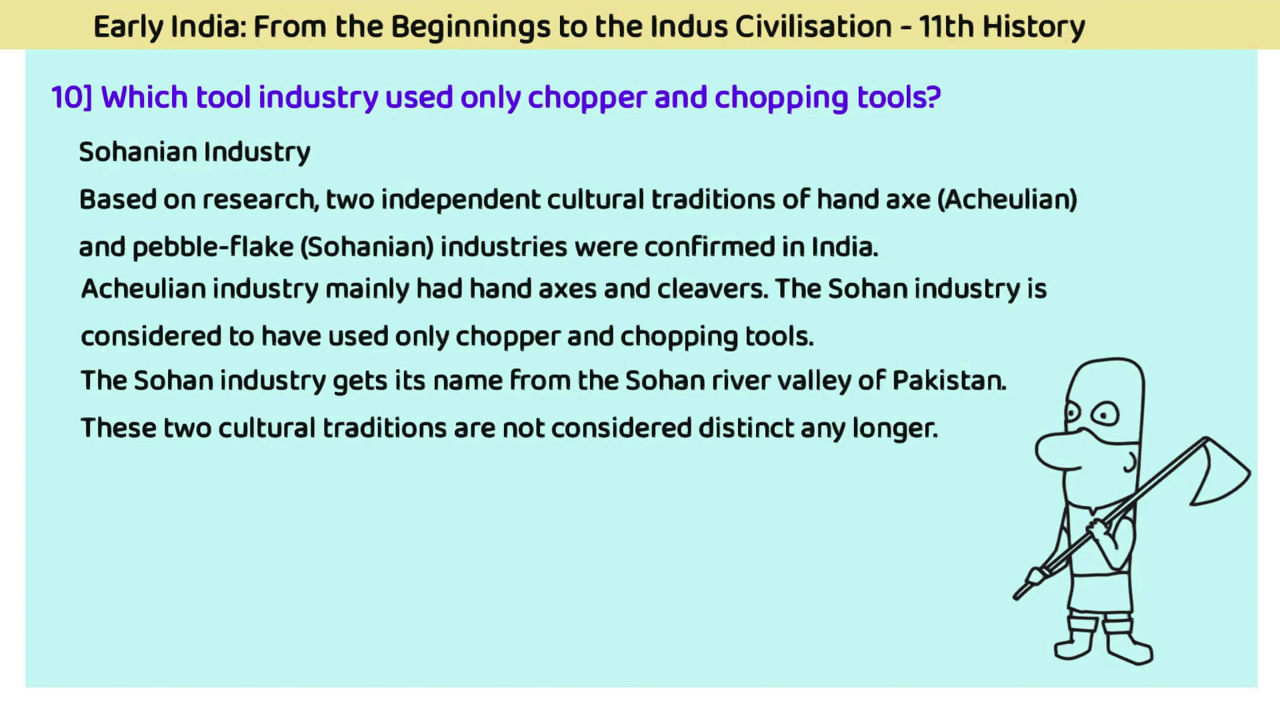 Early India: From the Beginnings to the Indus Civilisation - 11th History
10] Which tool industry used only chopper and chopping tools?
Sohanian Industry
Based on research, two independent cultural traditions of hand axe (Acheulian)
and pebble-flake (Sohanian) industries were confirmed in India.
Acheulian industry mainly had hand axes and cleavers. The Sohan industry is
considered to have used only chopper and chopping tools.
The Sohan industry gets its name from the Sohan river valley of Pakistan.
These two cultural traditions are not considered distinct any longer.